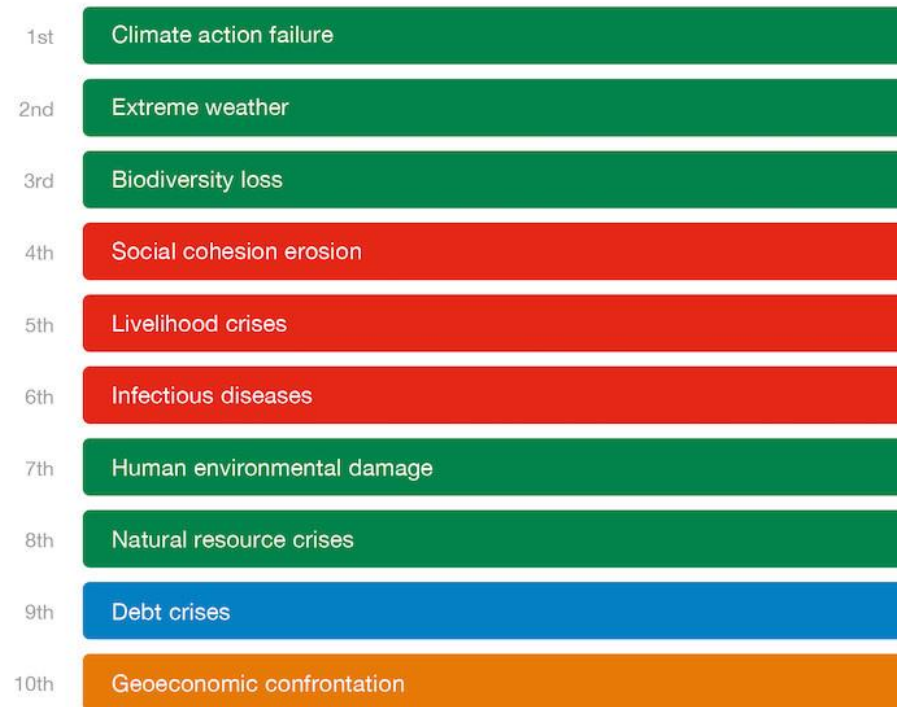 1st Climate action failure
2nd Extreme weather
3rd Biodiversity loss
4th Social cohesion erosion
5th Livelihood crises
6th Infectious diseases
7th Human environmental damage
8th Natural resource crises
9th Debt crises
10th Geoeconomic confrontation